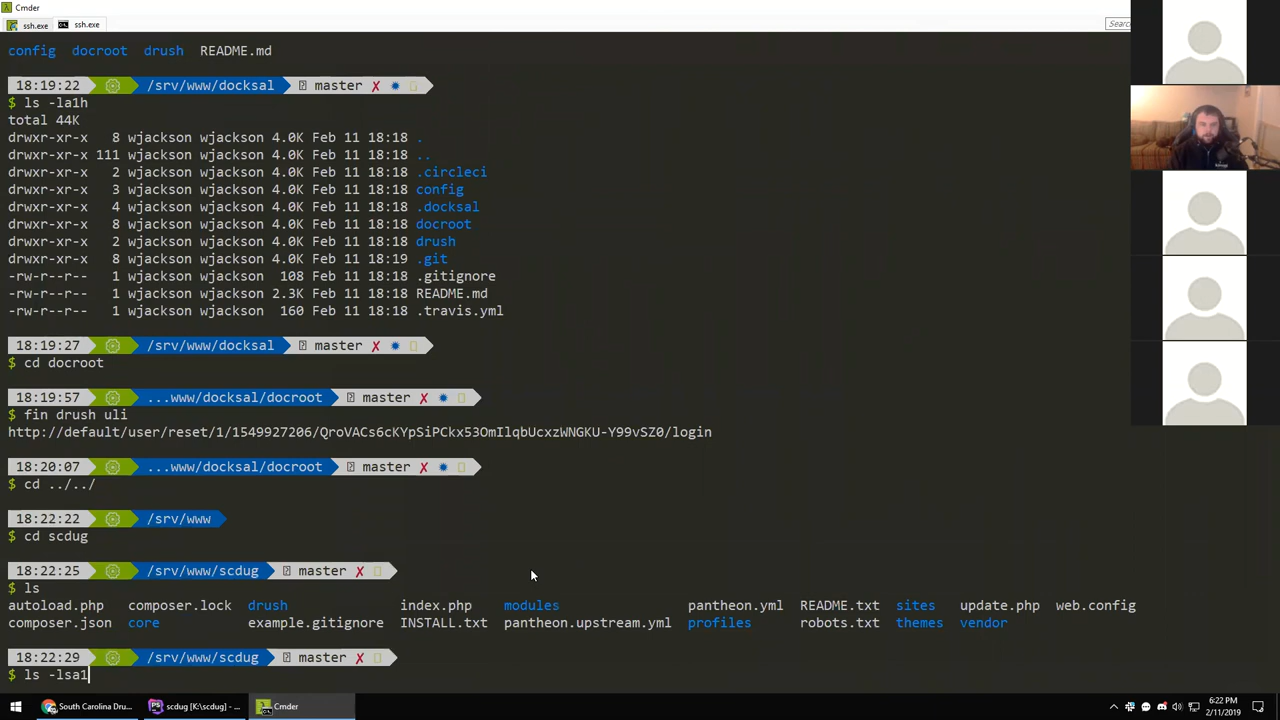 Cmder
ssh.exe
ssh.exe
Searc
config docroot drush README.md
18:19:22 /srv/www/docksal master ✗ ✹
$ ls -la1h
total 44K
drwxr-xr-x 8 wjackson wjackson 4.0K Feb 11 18:18 .
drwxr-xr-x 111 wjackson wjackson 4.0K Feb 11 18:18 ..
drwxr-xr-x 2 wjackson wjackson 4.0K Feb 11 18:18 .circleci
drwxr-xr-x 3 wjackson wjackson 4.0K Feb 11 18:18 config
drwxr-xr-x 4 wjackson wjackson 4.0K Feb 11 18:18 .docksal
drwxr-xr-x 8 wjackson wjackson 4.0K Feb 11 18:18 docroot
drwxr-xr-x 2 wjackson wjackson 4.0K Feb 11 18:18 drush
drwxr-xr-x 8 wjackson wjackson 4.0K Feb 11 18:19 .git
-rw-r--r-- 1 wjackson wjackson 108 Feb 11 18:18 .gitignore
-rw-r--r-- 1 wjackson wjackson 2.3K Feb 11 18:18 README.md
-rw-r--r-- 1 wjackson wjackson 160 Feb 11 18:18 .travis.yml
18:19:27 /srv/www/docksal master ✗ ✹
$ cd docroot
18:19:57 ...www/docksal/docroot master ✗ ✹
$ fin drush uli
http://default/user/reset/1/1549927206/QroVACs6cKYpSiPCkx53OmIlqbUcxzWNGKU-Y99vSZ0/login
18:20:07 ...www/docksal/docroot master ✗ ✹
$ cd ../../
18:22:22 /srv/www
$ cd scdug
18:22:25 /srv/www/scdug master ✗
$ ls
autoload.php composer.lock drush index.php modules pantheon.yml README.txt sites update.php web.config
composer.json core example.gitignore INSTALL.txt pantheon.upstream.yml profiles robots.txt themes vendor
18:22:29 /srv/www/scdug master ✗
$ ls -lsa1
South Carolina Dru...
scdug [K:\scdug] - ...
Cmder
6:22 PM
2/11/2019